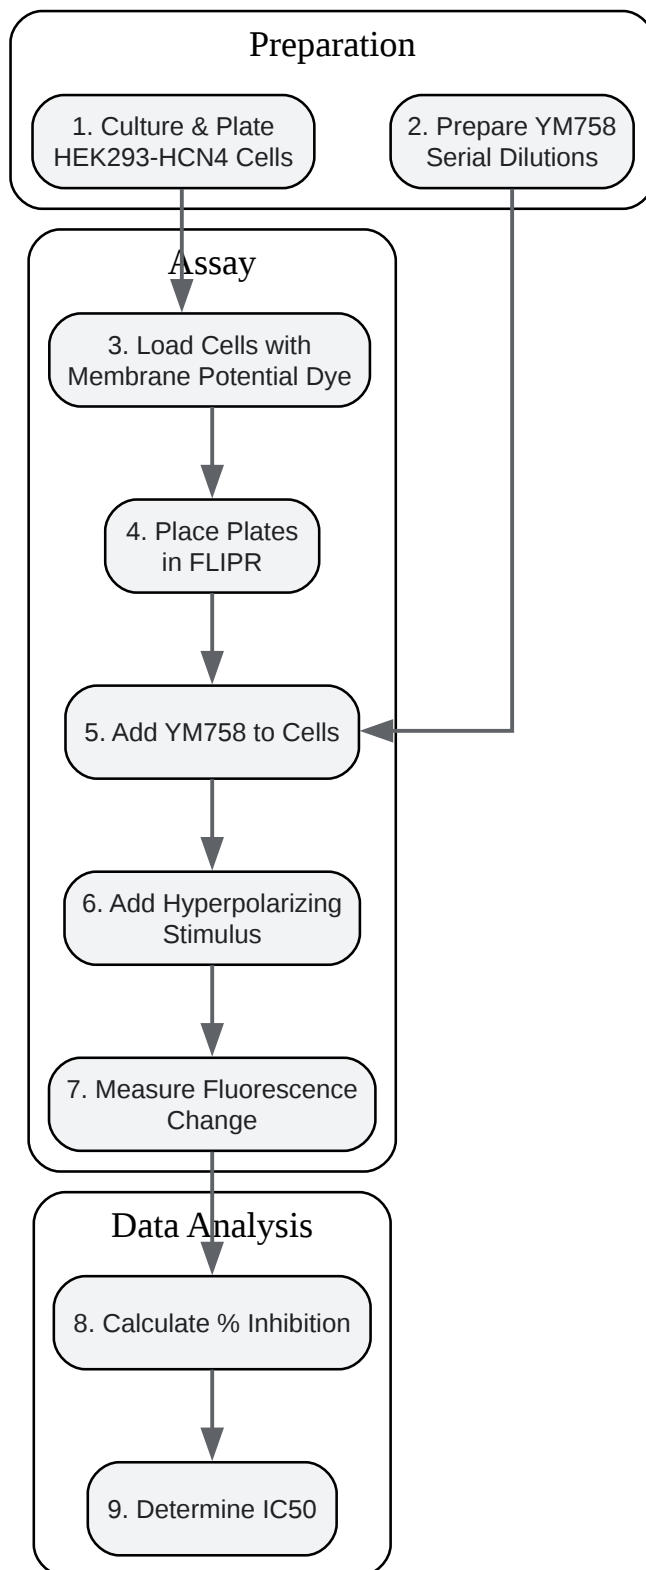 Preparation
1. Culture & Plate
HEK293-HCN4 Cells
2. Prepare YM758
Serial Dilutions
Assay
3. Load Cells with
Membrane Potential Dye
4. Place Plates
in FLIPR
5. Add YM758 to Cells
6. Add Hyperpolarizing
Stimulus
7. Measure Fluorescence
Change
Data Analysis
8. Calculate % Inhibition
9. Determine IC50